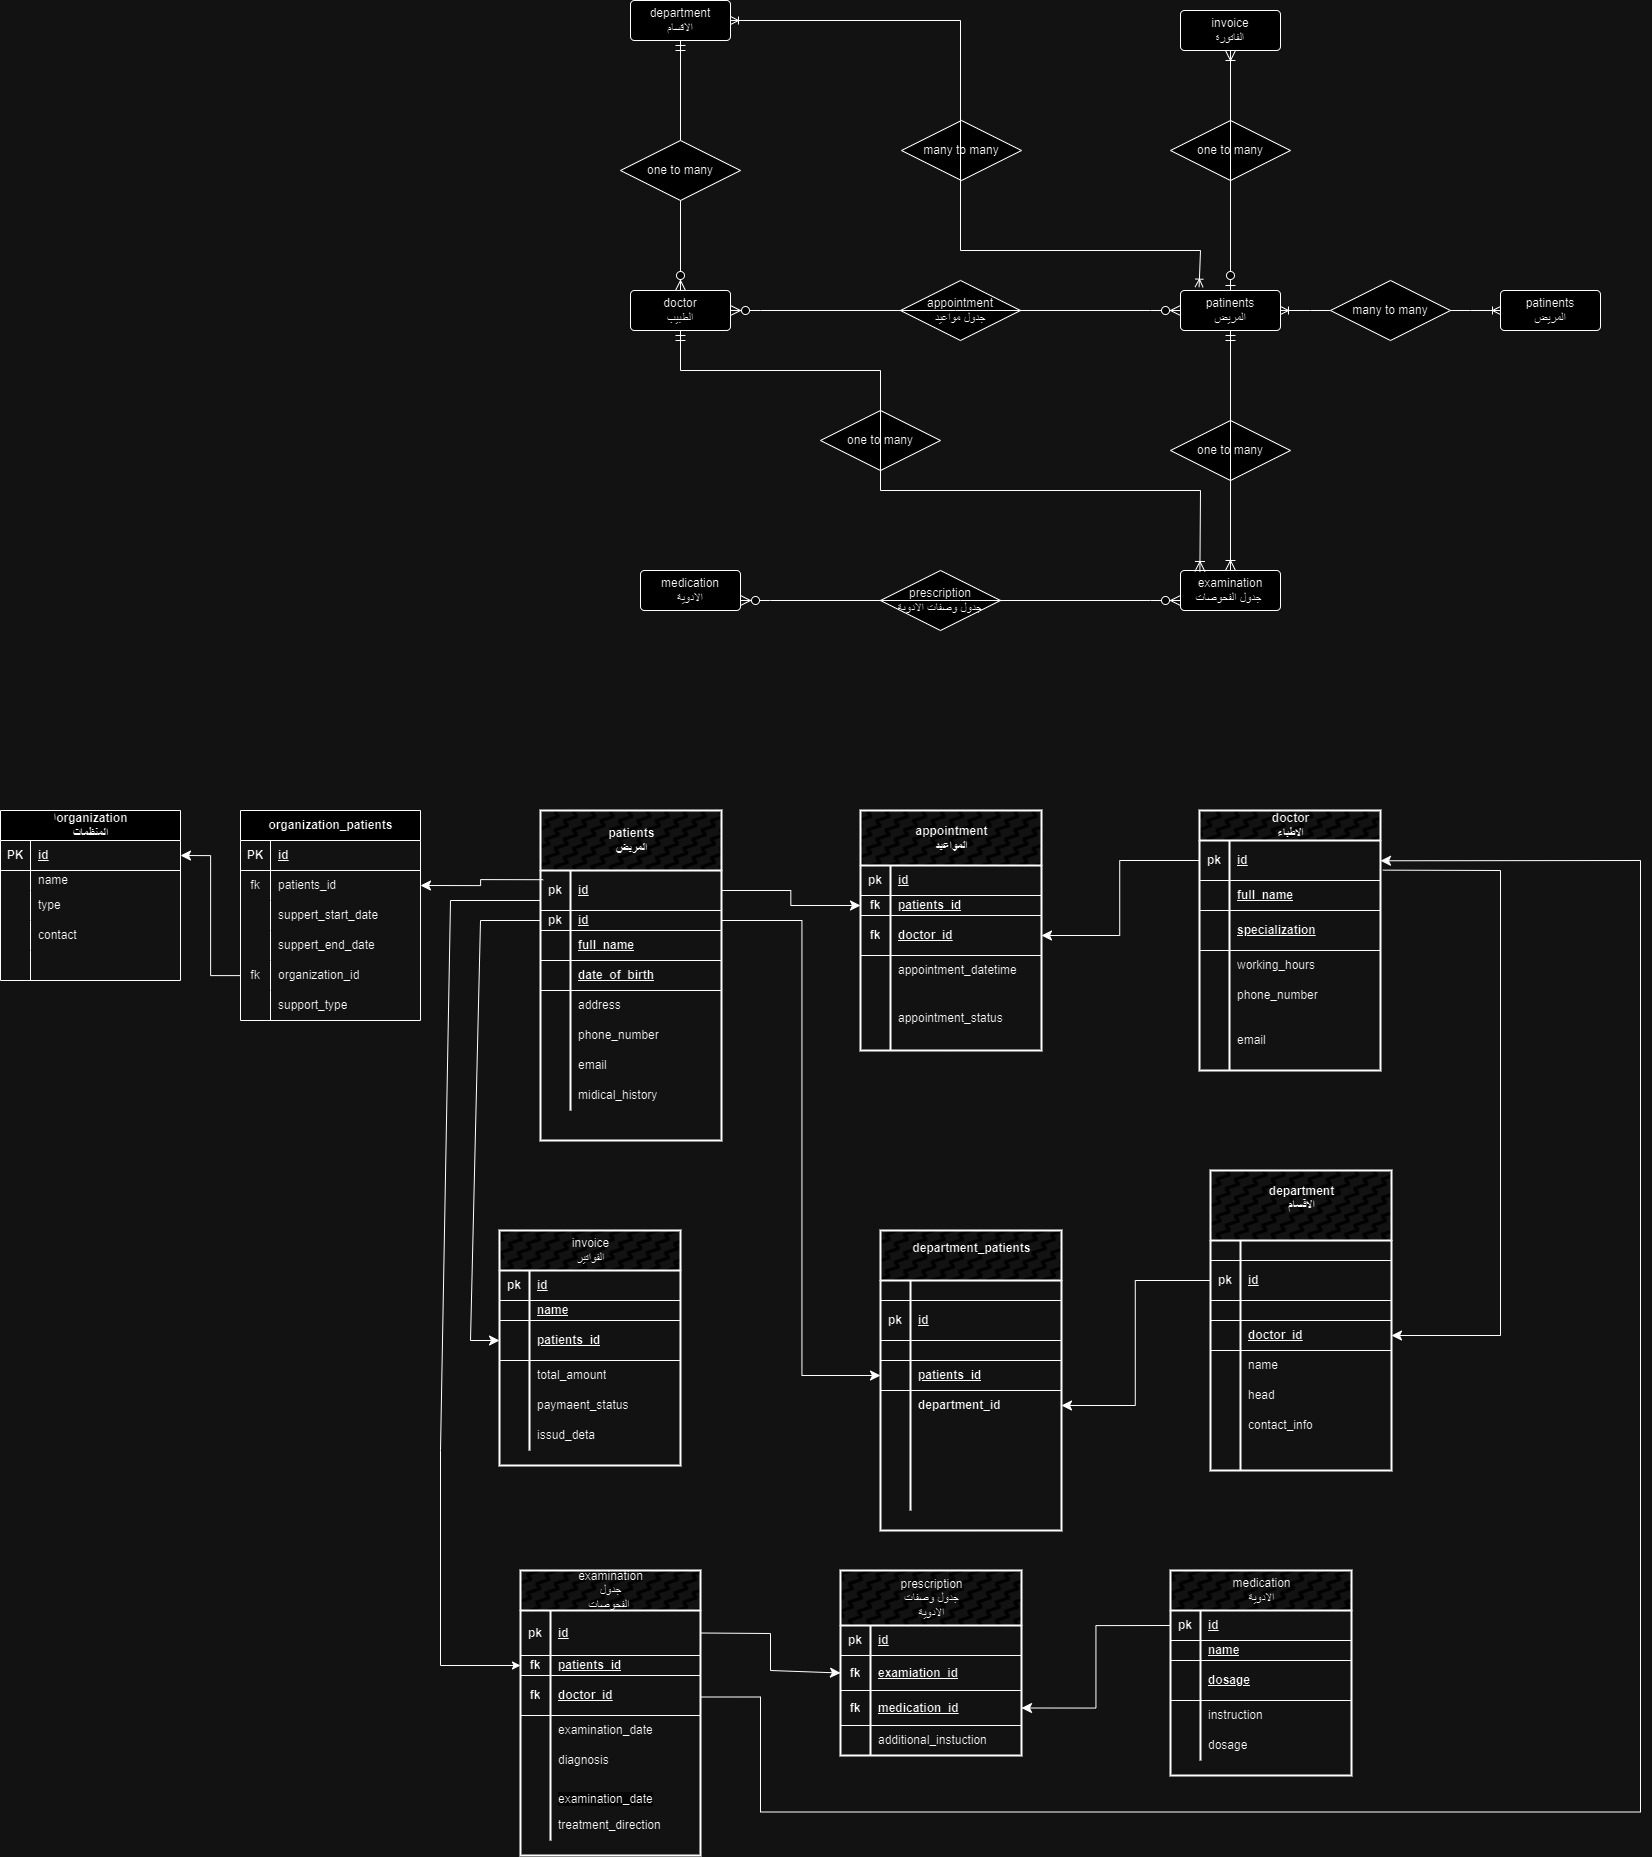 department
الاقسام
invoice
الفاتورة
many to many
one to many
one to many
doctor
الطبيب
appointment
جدول مواعيد
patinents
المريض
many to many
patinents
المريض
one to many
one to many
medication
الادوية
prescription
جدول وصفات الادوية
examination
جدول الفحوصات
organization
المنظمات
PK id
name
type
contact
organization_patients
PK id
fk patients_id
suppert_start_date
suppert_end_date
fk organization_id
support_type
patients
المريض
pk id
pk id
full_name
date_of_birth
address
phone_number
email
midical_history
appointment
المواعيد
pk id
fk patients_id
fk doctor_id
appointment_datetime
appointment_status
doctor
الاطباء
pk id
full_name
specialization
working_hours
phone_number
email
invoice
الفواتير
pk id
name
patients_id
total_amount
paymaent_status
issud_deta
department_patients
pk id
patients_id
department_id
department
الاقسام
pk id
doctor_id
name
head
contact_info
examination
جدول
الفحوصات
pk id
fk patients_id
fk doctor_id
examination_date
diagnosis
examination_date
treatment_direction
prescription
جدول وصفات
الادوية
pk id
fk examiation_id
fk medication_id
additional_instuction
medication
الادوية
pk id
name
dosage
instruction
dosage